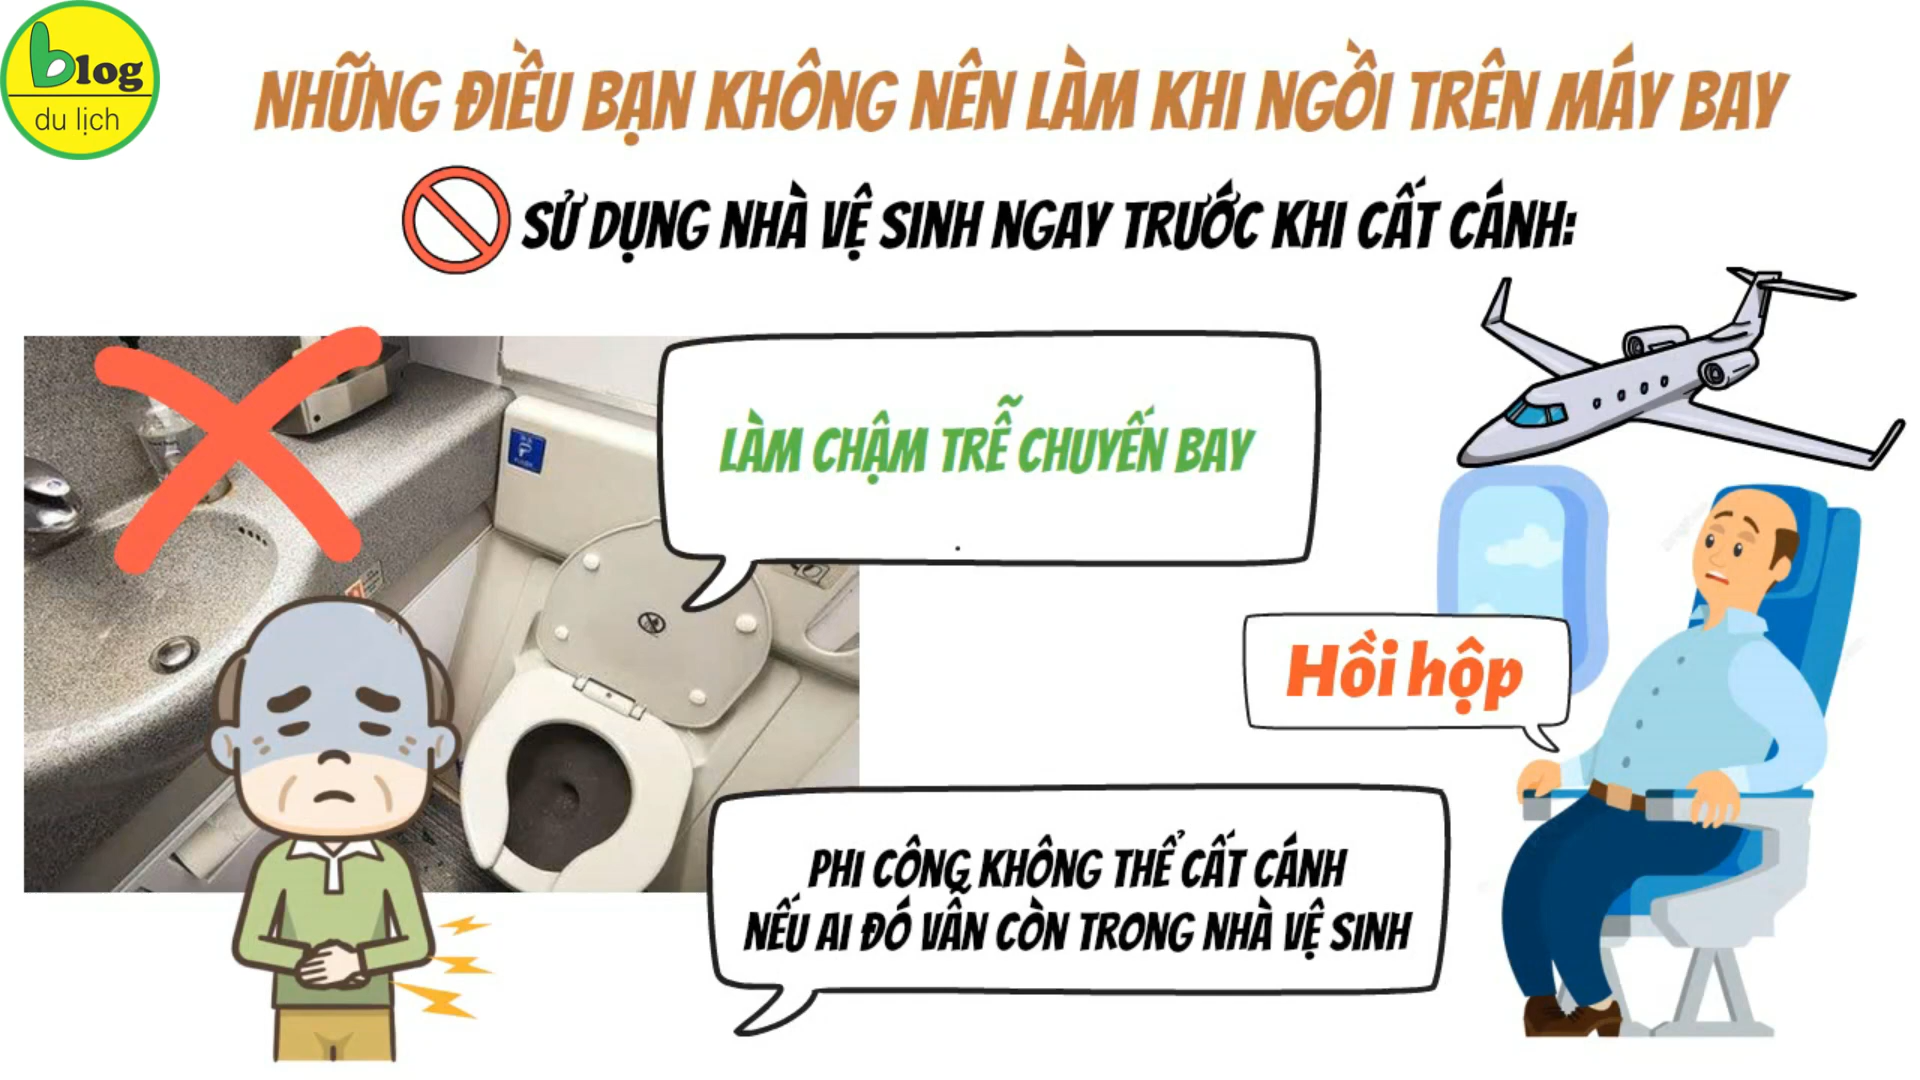 blog
du lịch
NHỮNG ĐIỀU BẠN KHÔNG NÊN LÀM KHI NGỒI TRÊN MÁY BAY
SỬ DỤNG NHÀ VỆ SINH NGAY TRƯỚC KHI CẤT CÁNH:
LÀM CHẬM TRỄ CHUYẾN BAY
.
Hồi hộp
PHI CÔNG KHÔNG THỂ CẤT CÁNH
NẾU AI ĐÓ VẪN CÒN TRONG NHÀ VỆ SINH